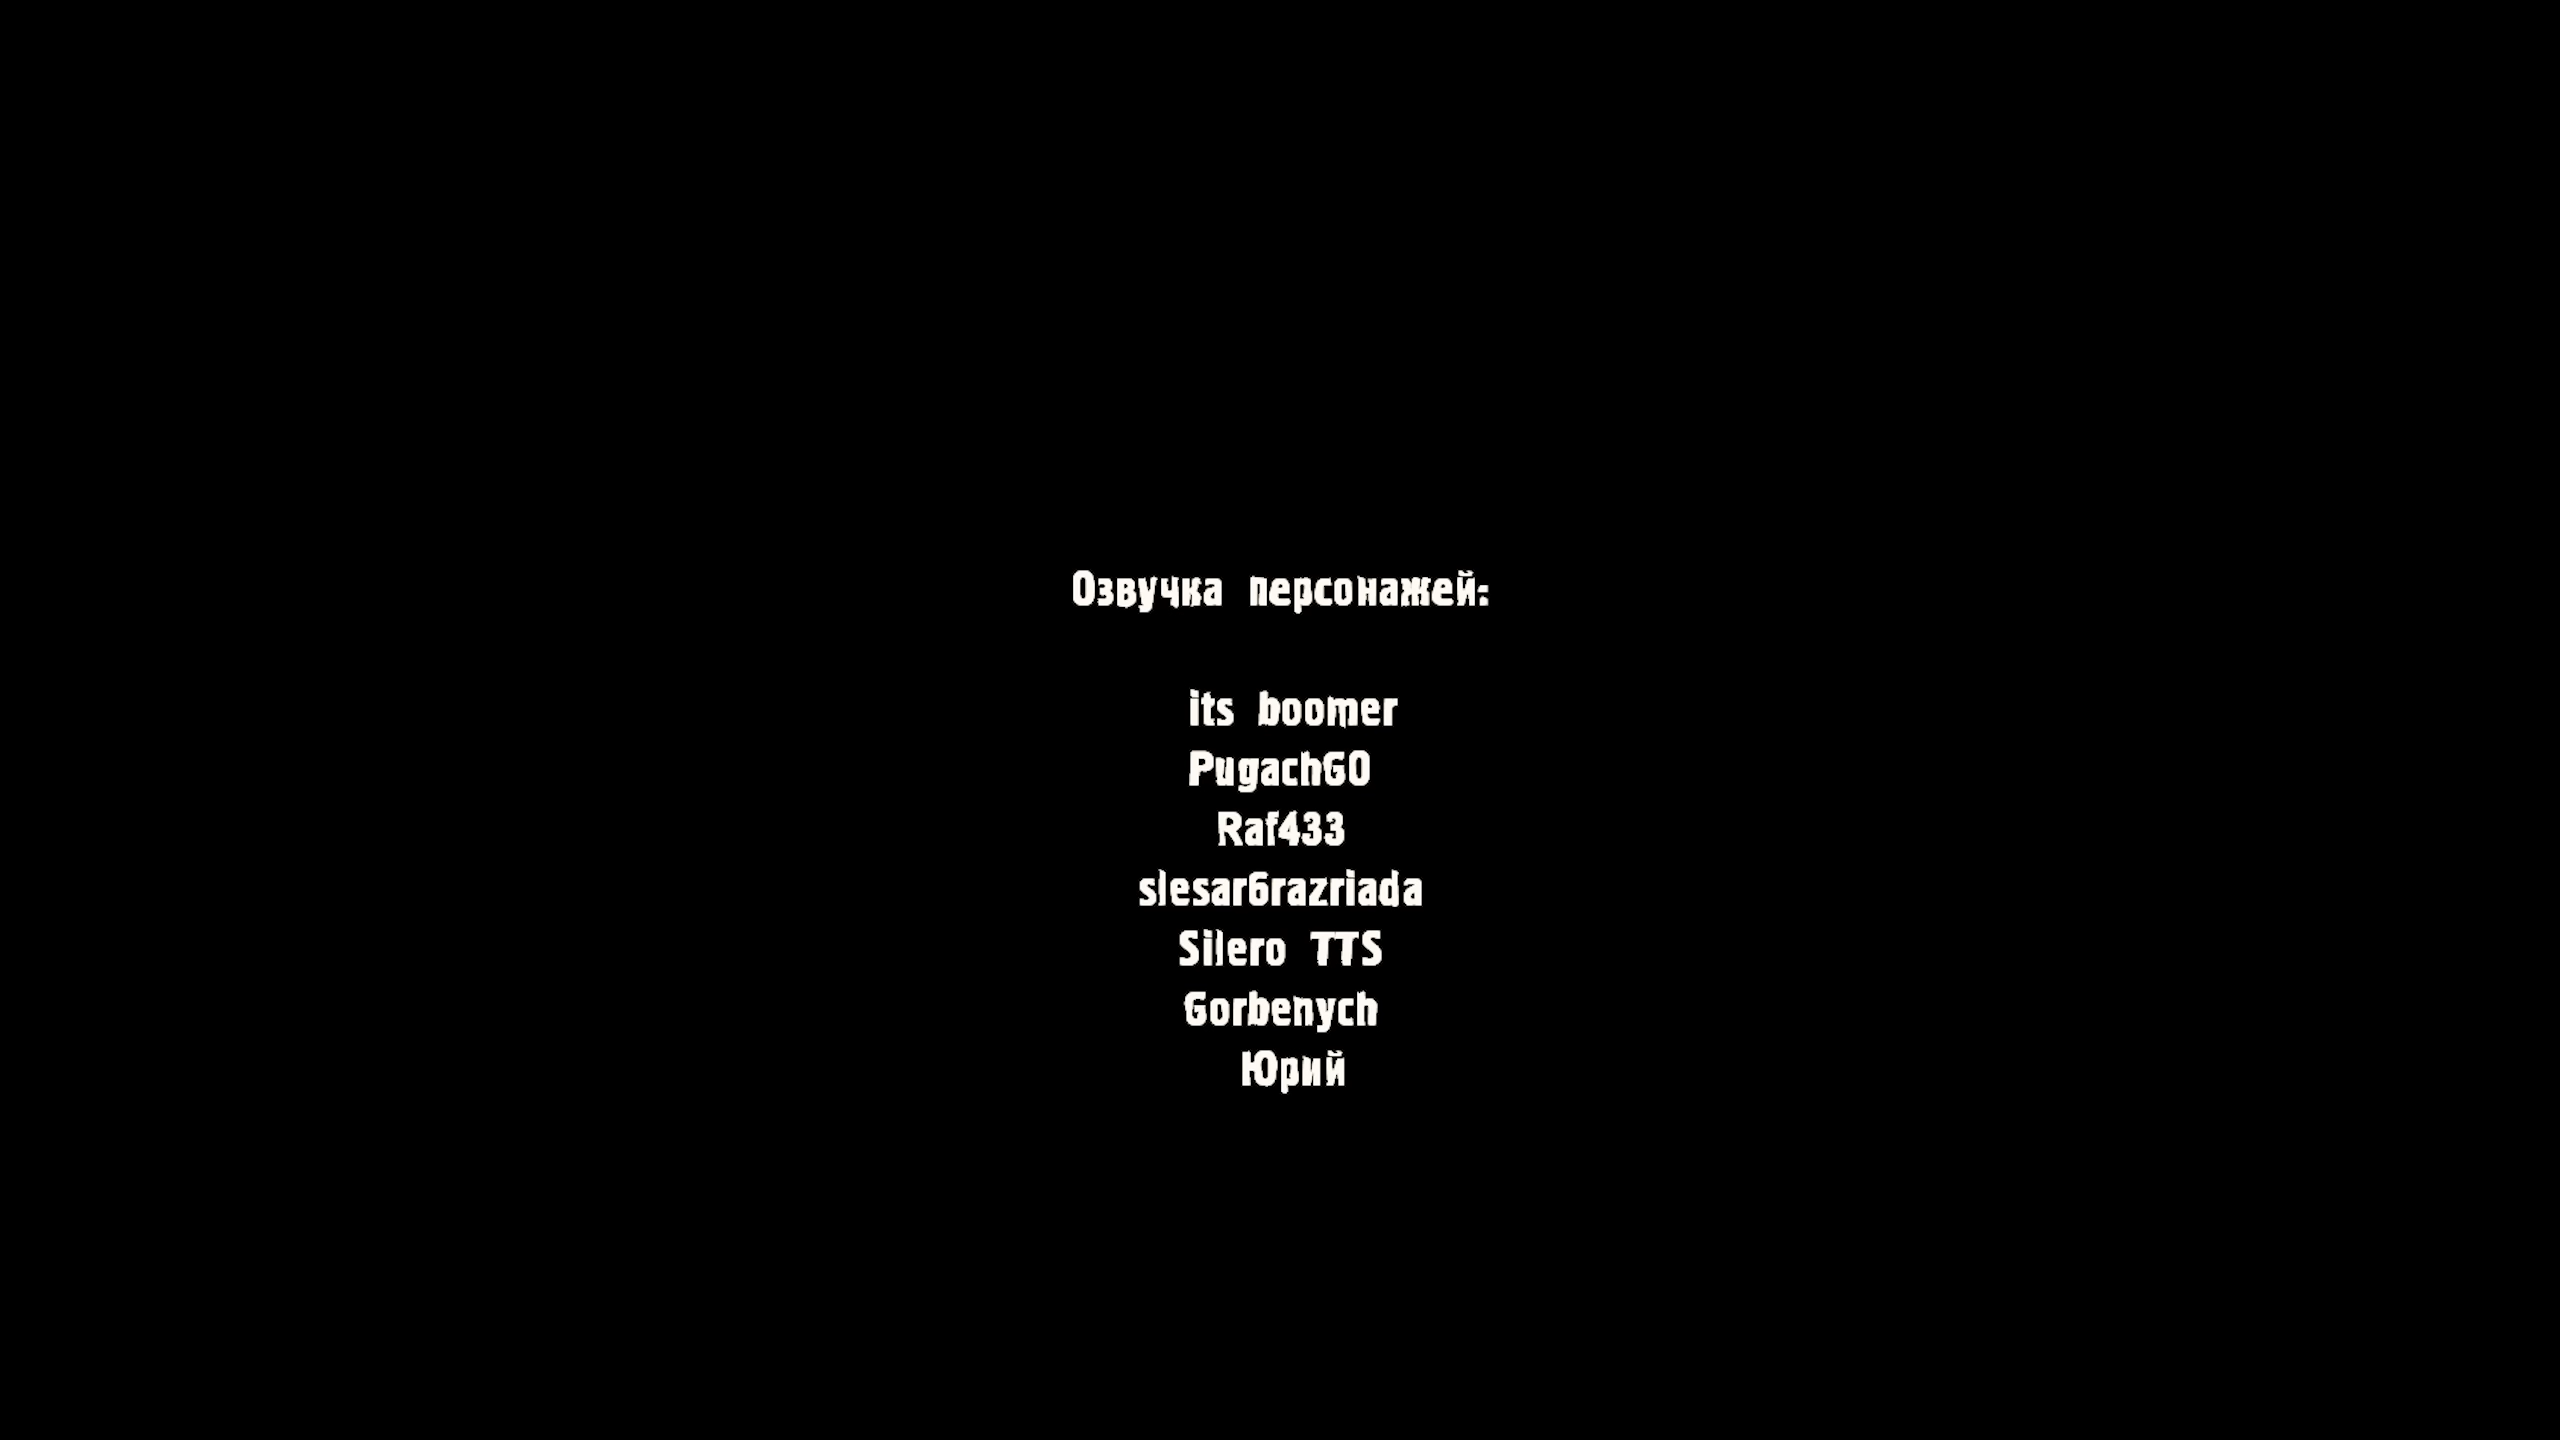 Озвучка персонажей:
its boomer
PugachGO
Raf433
slesar6razriada
Silero TTS
Gorbenych
Юрий